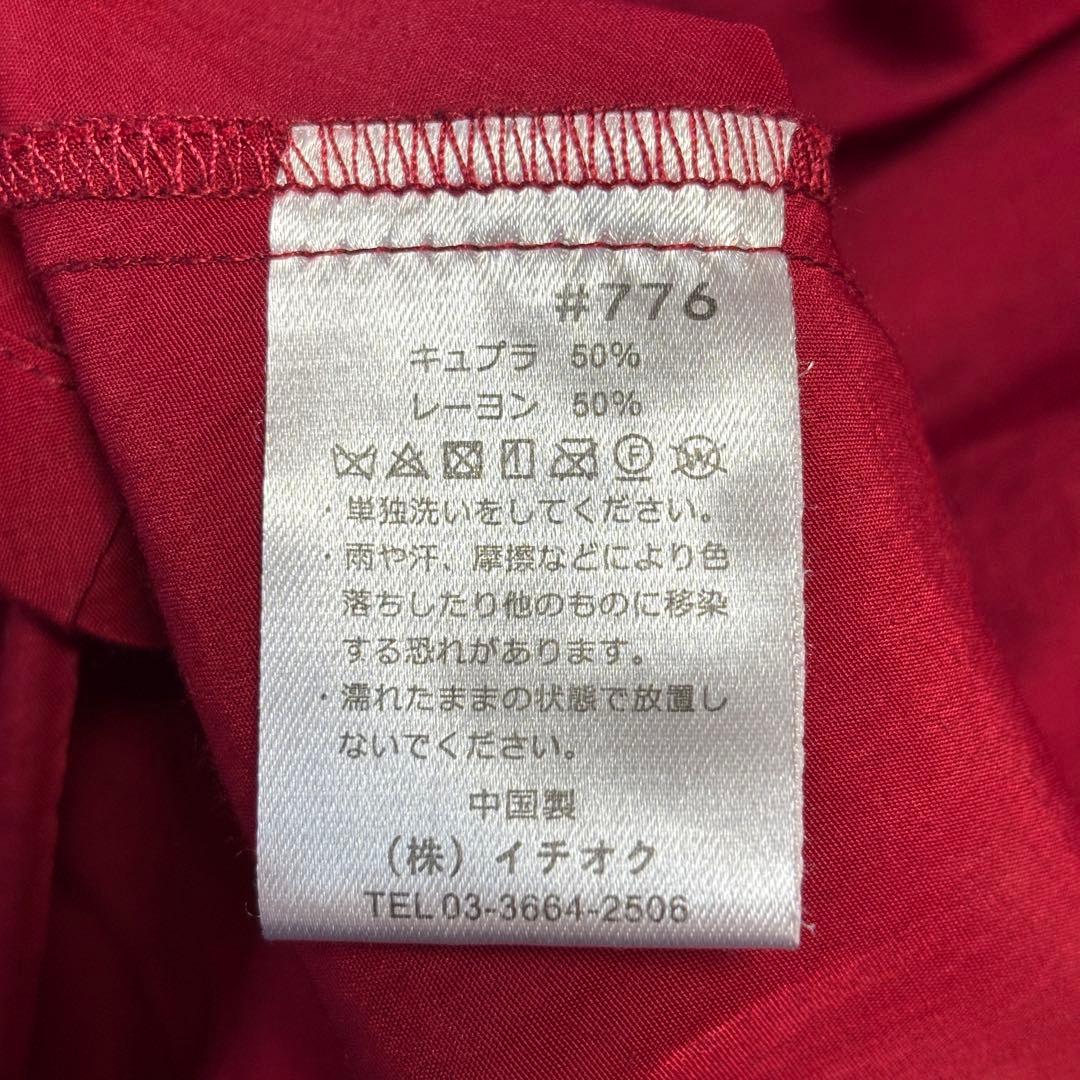 #776
キュプラ 50%
レーヨン 50%
F W
・単独洗いをしてください。
・雨や汗、摩擦などにより色
落ちしたり他のものに移染
する恐れがあります。
・濡れたままの状態で放置し
ないでください。
中国製
(株)イチオク
TEL 03-3664-2506